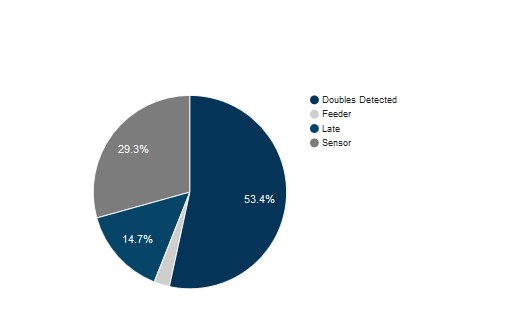 Doubles Detected
Feeder
Late
Sensor
29.3%
53.4%
14.7%